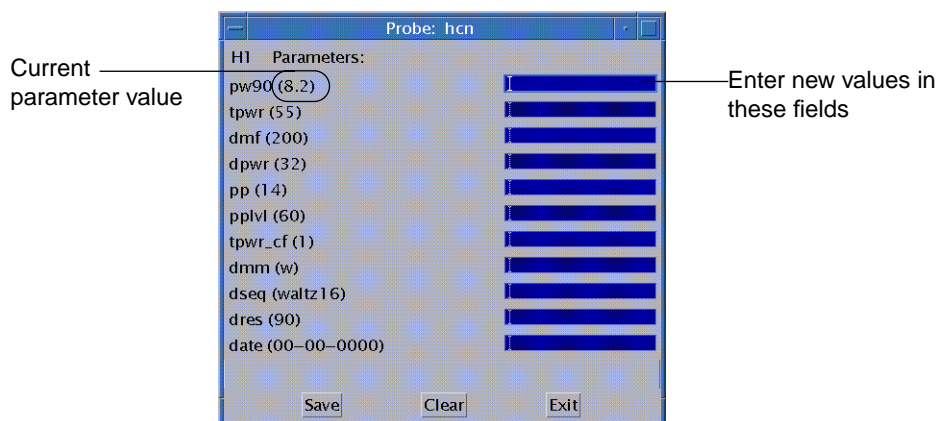 Probe: hcn
H1 Parameters:
Current
parameter value
pw90 (8.2)
Enter new values in
these fields
tpwr (55)
dmf (200)
dpwr (32)
pp (14)
pplvl (60)
tpwr_cf (1)
dmm (w)
dseq (waltz16)
dres (90)
date (00–00–0000)
Save Clear Exit